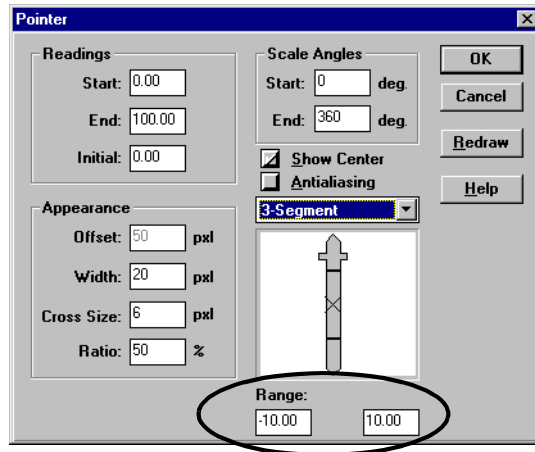 Pointer
Readings
Start: 0.00
End: 100.00
Initial: 0.00
Scale Angles
Start: 0 deg.
End: 360 deg.
Show Center
Antialiasing
3-Segment
OK
Cancel
Redraw
Help
Appearance
Offset: 50 pxl
Width: 20 pxl
Cross Size: 6 pxl
Ratio: 50 %
Range:
-10.00 10.00